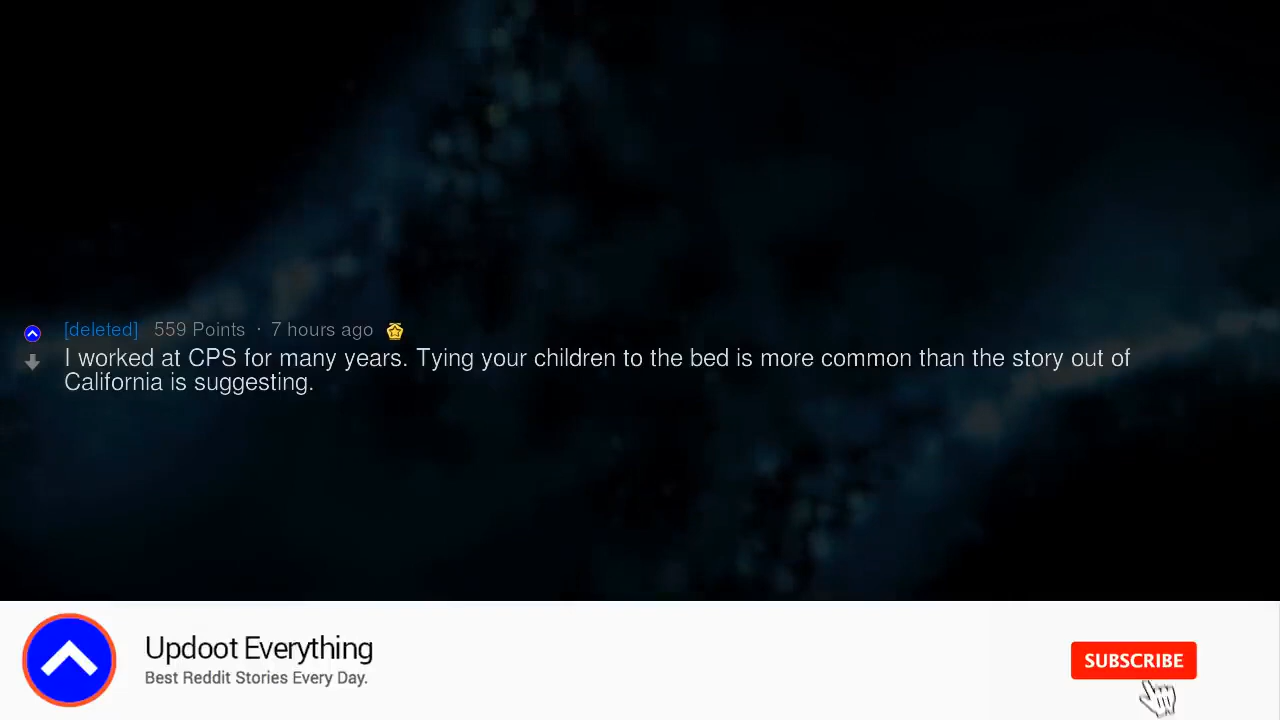 [deleted] 559 Points · 7 hours ago
I worked at CPS for many years. Tying your children to the bed is more common than the story out of
California is suggesting.
Updoot Everything
Best Reddit Stories Every Day.
SUBSCRIBE